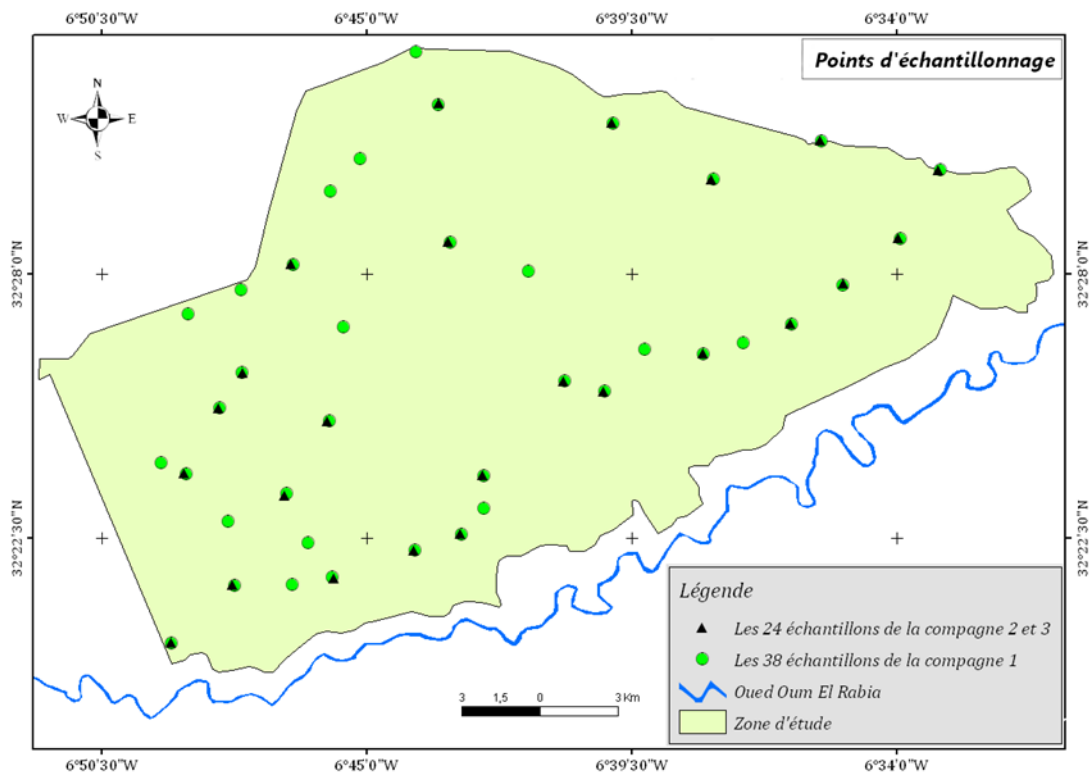 6°50'30"W 6°45'0"W 6°39'30"W 6°34'0"W
Points d'échantillonnage
N
W E
S
32°28'0"N 32°28'0"N
32°22'30"N 32°22'30"N
Légende
Les 24 échantillons de la compagne 2 et 3
Les 38 échantillons de la compagne 1
Oued Oum El Rabia
Zone d'étude
3 1,5 0 3 Km
6°50'30"W 6°45'0"W 6°39'30"W 6°34'0"W